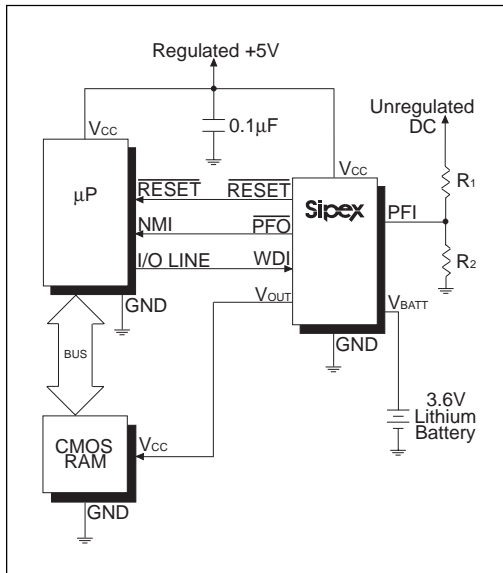 Regulated +5V
Unregulated
DC
VCC
0.1µF
VCC
R1
µP
RESET
RESET
Sipex
NMI
PFO
PFI
I/O LINE
WDI
R2
VOUT
VBATT
GND
GND
BUS
3.6V
Lithium
Battery
CMOS
RAM
VCC
GND